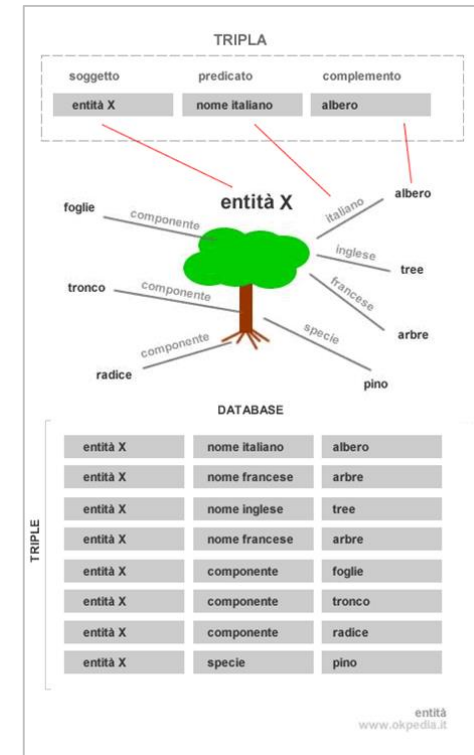 TRIPLA
soggetto predicato complemento
entità X nome italiano albero
entità X
albero
foglie
componente
italiano
inglese
tree
tronco
componente
francese
arbre
componente
specie
radice
pino
DATABASE
TRIPLE
entità X nome italiano albero
entità X nome francese arbre
entità X nome inglese tree
entità X nome francese arbre
entità X componente foglie
entità X componente tronco
entità X componente radice
entità X specie pino
entità
www.okpedia.it